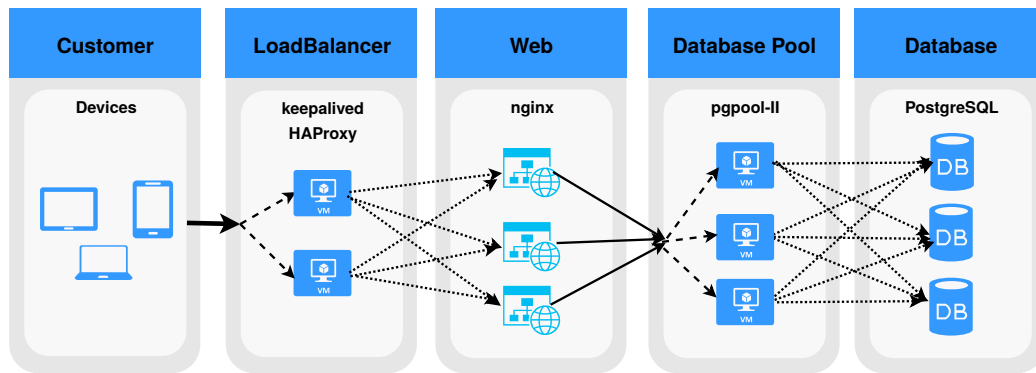 Customer
LoadBalancer
Web
Database Pool
Database
Devices
keepalived
HAProxy
nginx
pgpool-II
PostgreSQL
VM
VM
VM
VM
VM
DB
DB
DB